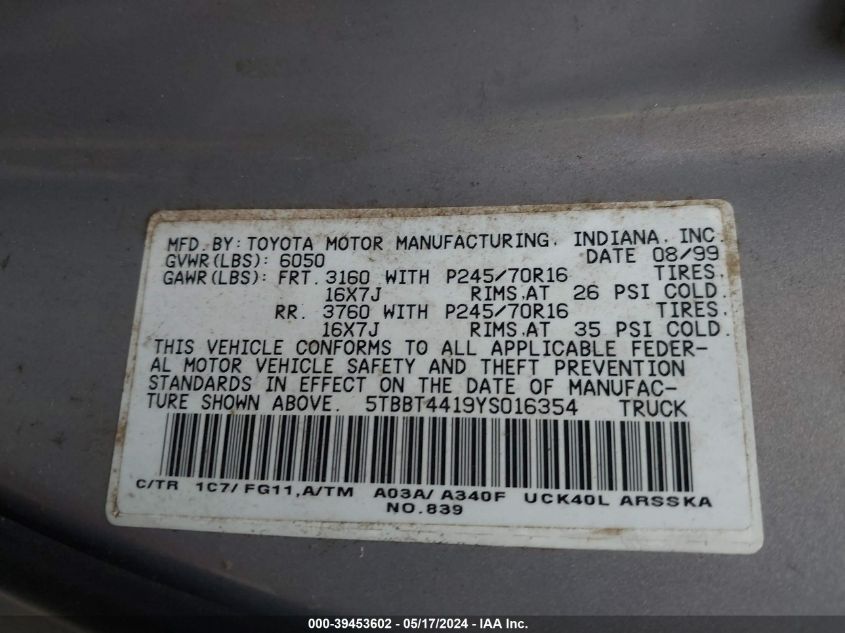 MFD. BY: TOYOTA MOTOR MANUFACTURING, INDIANA, INC.
GVWR(LBS): 6050 DATE 08/99
GAWR(LBS): FRT. 3160 WITH P245/70R16 TIRES,
16X7J RIMS,AT 26 PSI COLD.
RR. 3760 WITH P245/70R16 TIRES,
16X7J RIMS,AT 35 PSI COLD.
THIS VEHICLE CONFORMS TO ALL APPLICABLE FEDER-
AL MOTOR VEHICLE SAFETY AND THEFT PREVENTION
STANDARDS IN EFFECT ON THE DATE OF MANUFAC-
TURE SHOWN ABOVE. 5TBBT4419YS016354 TRUCK
C/TR 1C7/FG11,A/TM A03A/A340F UCK40L ARSSKA
NO.839
000-39453602 - 05/17/2024 - IAAI.COM